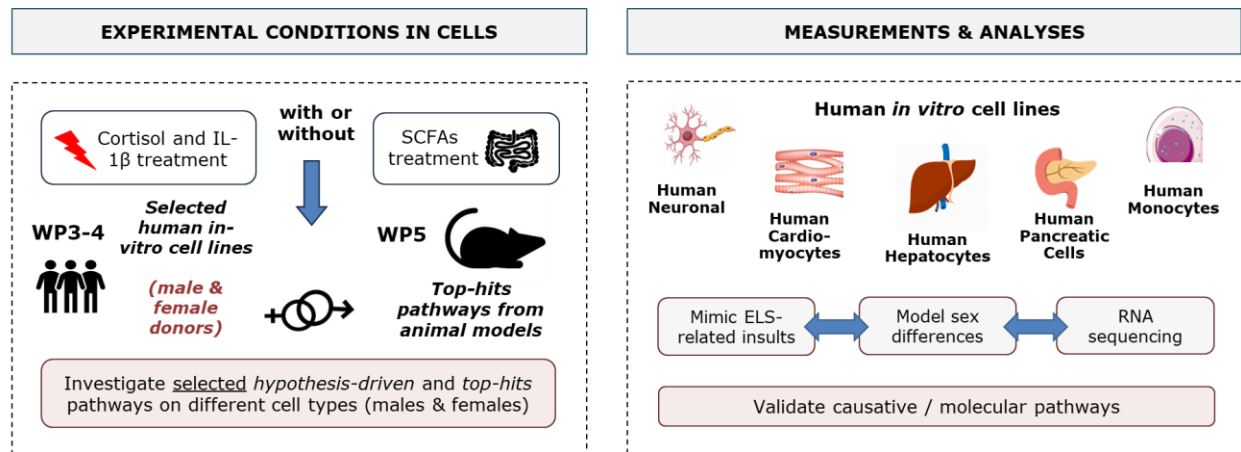 EXPERIMENTAL CONDITIONS IN CELLS
Cortisol and IL-
1β treatment
with or
without
SCFAs
treatment
WP3-4
Selected
human in-
vitro cell lines
(male &
female
donors)
WP5
Top-hits
pathways from
animal models
Investigate selected hypothesis-driven and top-hits
pathways on different cell types (males & females)
MEASUREMENTS & ANALYSES
Human in vitro cell lines
Human
Neuronal
Human
Cardio-
myocytes
Human
Hepatocytes
Human
Pancreatic
Cells
Human
Monocytes
Mimic ELS-
related insults
Model sex
differences
RNA
sequencing
Validate causative / molecular pathways